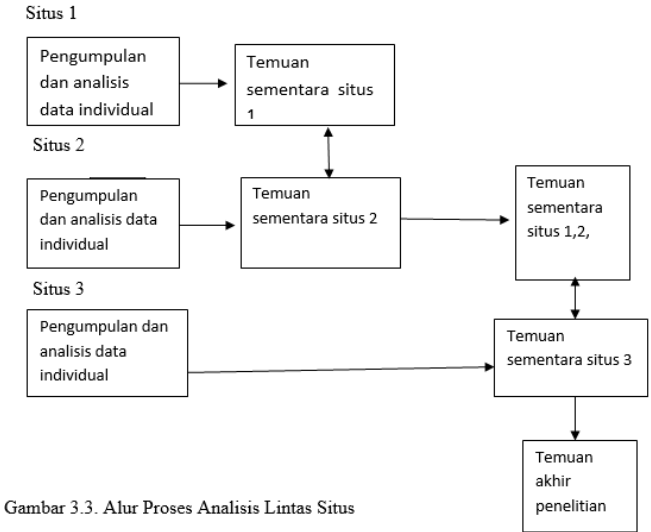 Situs 1
Pengumpulan
dan analisis
data individual
Temuan
sementara situs
1
Situs 2
Pengumpulan
dan analisis data
individual
Temuan
sementara situs 2
Temuan
sementara
situs 1,2,
Situs 3
Pengumpulan dan
analisis data
individual
Temuan
sementara situs 3
Temuan
akhir
penelitian
Gambar 3.3. Alur Proses Analisis Lintas Situs